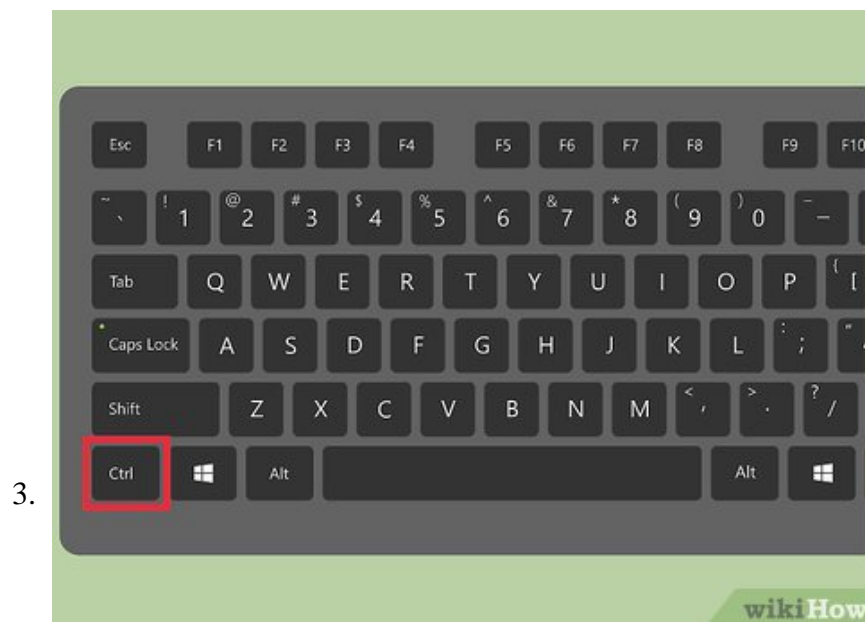 Esc F1 F2 F3 F4 F5 F6 F7 F8 F9 F10
~ ` ! 1 @ 2 # 3 $ 4 % 5 ^ 6 & 7 * 8 ( 9 ) 0 _ –
Tab Q W E R T Y U I O P { [
Caps Lock A S D F G H J K L : ; "
Shift Z X C V B N M < , > . ? /
Ctrl Alt Alt
3.
wikiHow